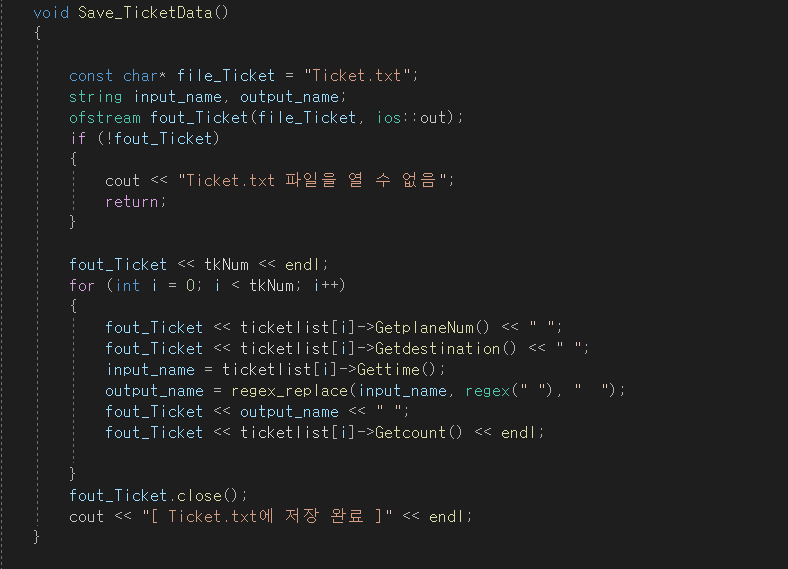 void Save_TicketData()
{
const char* file_Ticket = "Ticket.txt";
string input_name, output_name;
ofstream fout_Ticket(file_Ticket, ios::out);
if (!fout_Ticket)
{
cout << "Ticket.txt 파일을 열 수 없음";
return;
}
fout_Ticket << tkNum << endl;
for (int i = 0; i < tkNum; i++)
{
fout_Ticket << ticketlist[i]->GetplaneNum() << " ";
fout_Ticket << ticketlist[i]->Getdestination() << " ";
input_name = ticketlist[i]->Gettime();
output_name = regex_replace(input_name, regex(" "), "  ");
fout_Ticket << output_name << " ";
fout_Ticket << ticketlist[i]->Getcount() << endl;
}
fout_Ticket.close();
cout << "[ Ticket.txt에 저장 완료 ]" << endl;
}